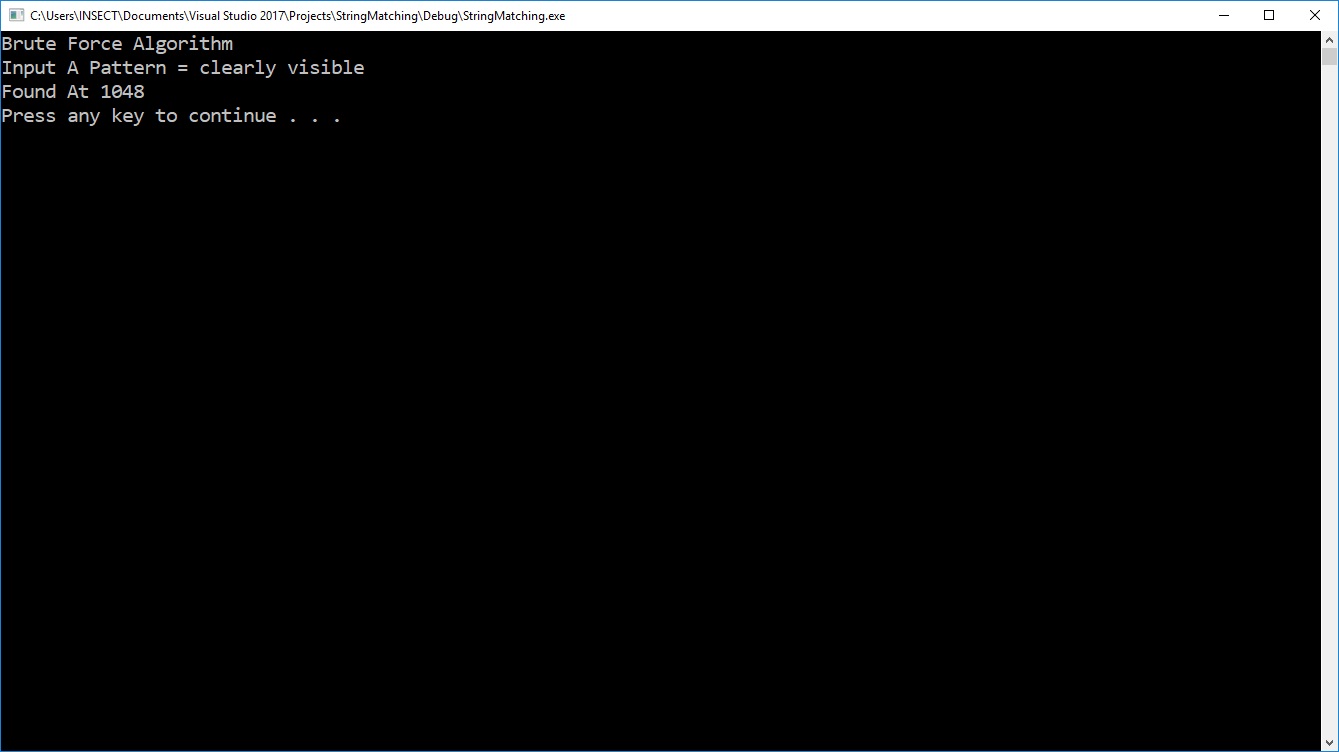 C:\Users\INSECT\Documents\Visual Studio 2017\Projects\StringMatching\Debug\StringMatching.exe
Brute Force Algorithm
Input A Pattern = clearly visible
Found At 1048
Press any key to continue . . .